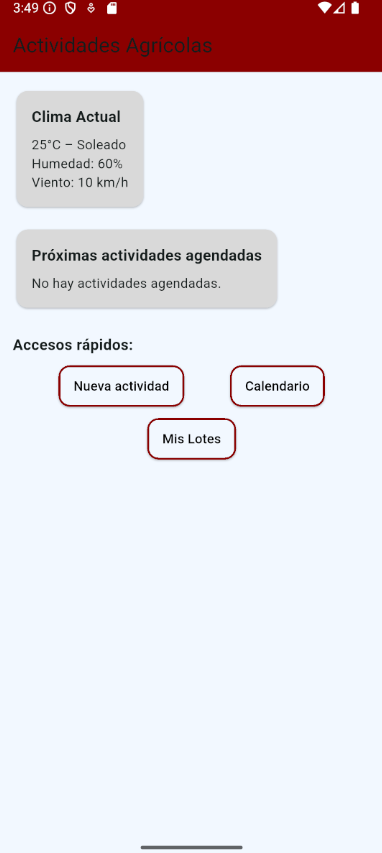 3:49
Actividades Agrícolas
Clima Actual
25°C – Soleado
Humedad: 60%
Viento: 10 km/h
Próximas actividades agendadas
No hay actividades agendadas.
Accesos rápidos:
Nueva actividad
Calendario
Mis Lotes